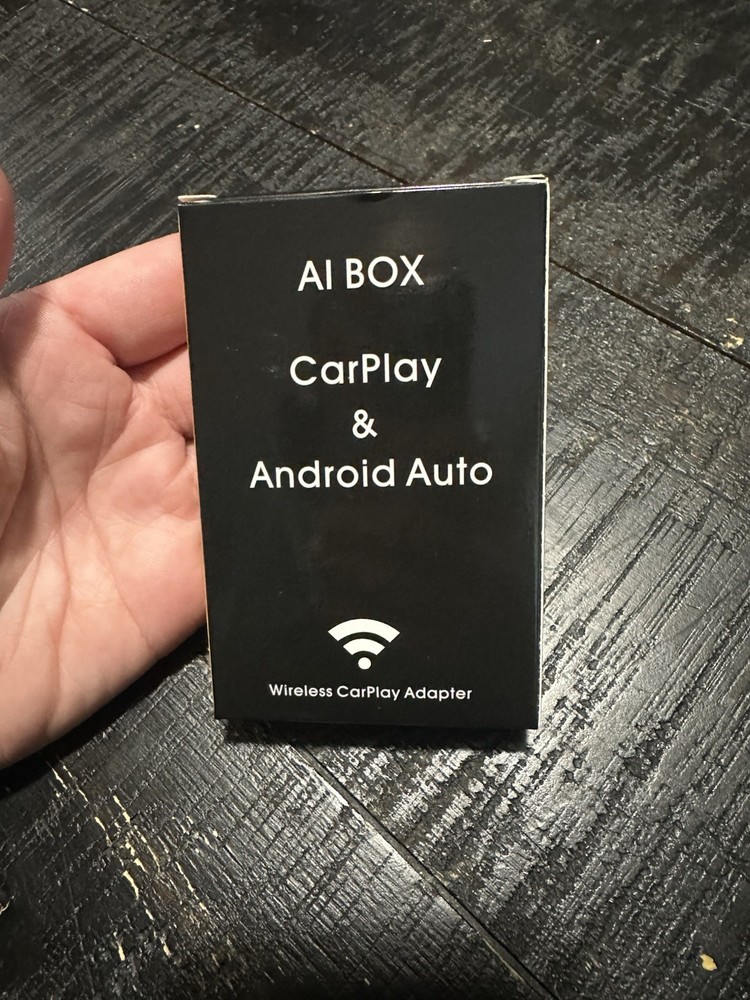 AI BOX
CarPlay
&
Android Auto
Wireless CarPlay Adapter